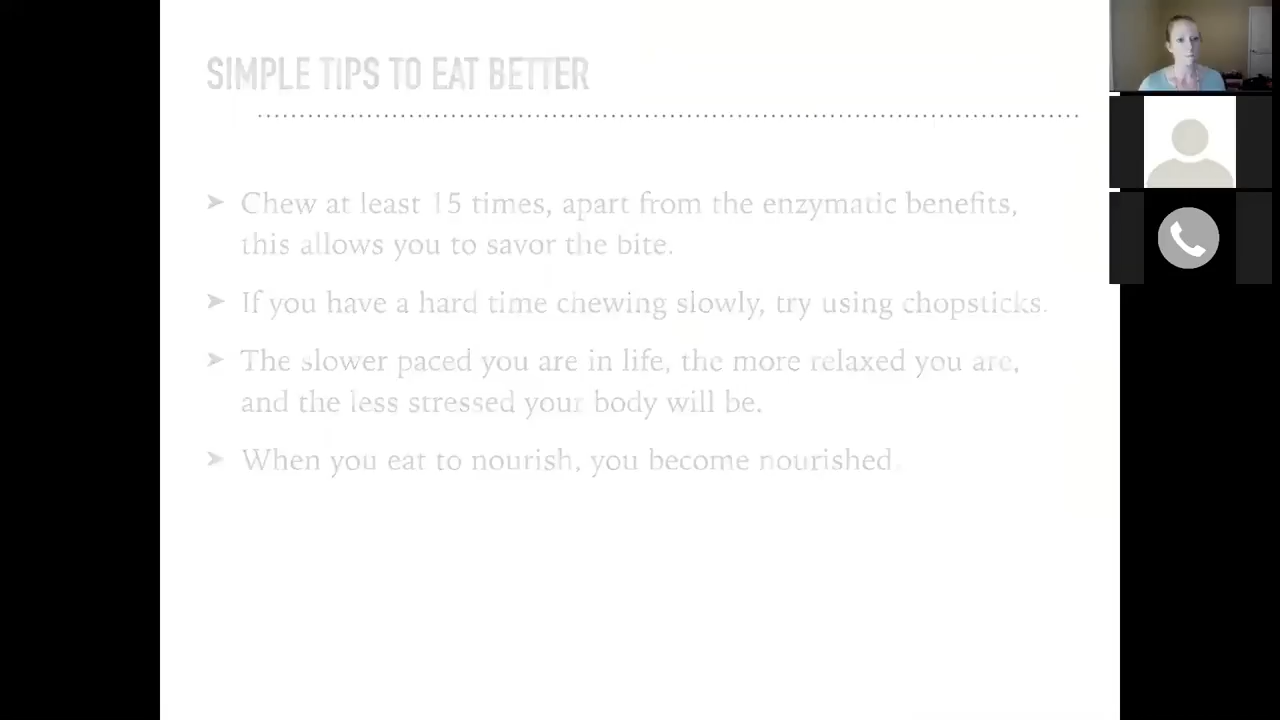 SIMPLE TIPS TO EAT BETTER
➤ Chew at least 15 times, apart from the enzymatic benefits,
this allows you to savor the bite.
➤ If you have a hard time chewing slowly, try using chopsticks.
➤ The slower paced you are in life, the more relaxed you are,
and the less stressed your body will be.
➤ When you eat to nourish, you become nourished.